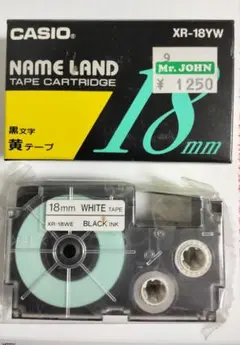 CASIO
XR-18YW
NAME LAND
TAPE CARTRIDGE
9
Mr. JOHN
¥ 1250
黒文字
黄テープ
18mm
18mm WHITE TAPE
XR-18WE BLACK INK